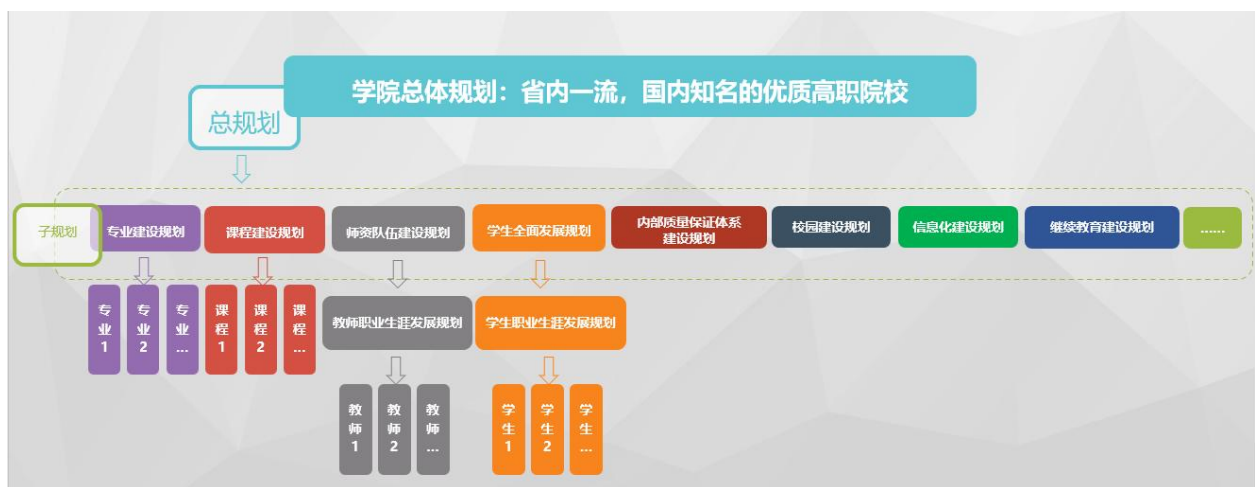 学院总体规划：省内一流，国内知名的优质高职院校
总规划
子规划
专业建设规划
课程建设规划
师资队伍建设规划
学生全面发展规划
内部质量保证体系
建设规划
校园建设规划
信息化建设规划
继续教育建设规划
......
专业1
专业2
专业...
课程1
课程2
课程...
教师职业生涯发展规划
学生职业生涯发展规划
教师1
教师2
教师...
学生1
学生2
学生...